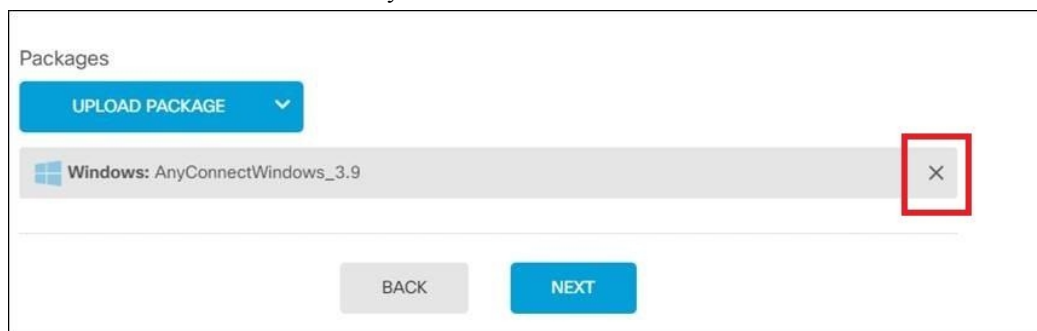 Packages
UPLOAD PACKAGE
Windows: AnyConnectWindows_3.9
BACK NEXT